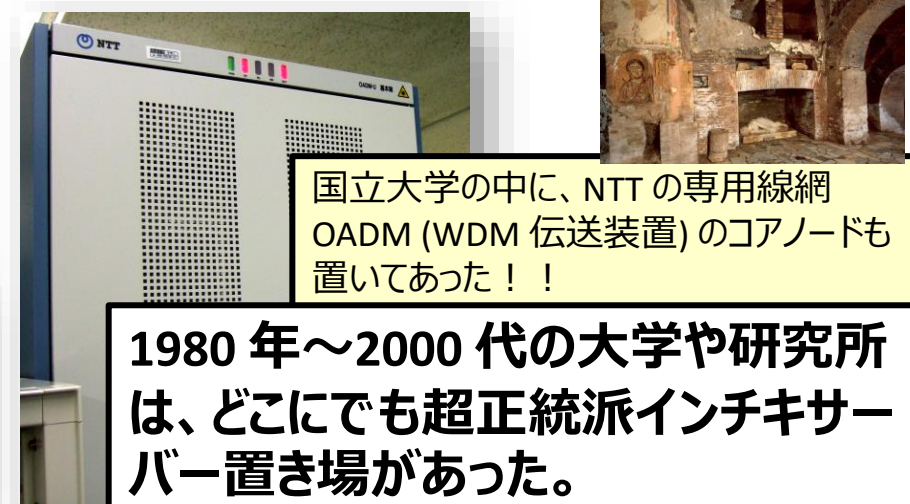 NTT
OADM-U 基本架
国立大学の中に、NTT の専用線網
OADM (WDM 伝送装置) のコアノードも
置いてあった！！
1980 年～2000 代の大学や研究所
は、どこにでも超正統派インチキサー
バー置き場があった。